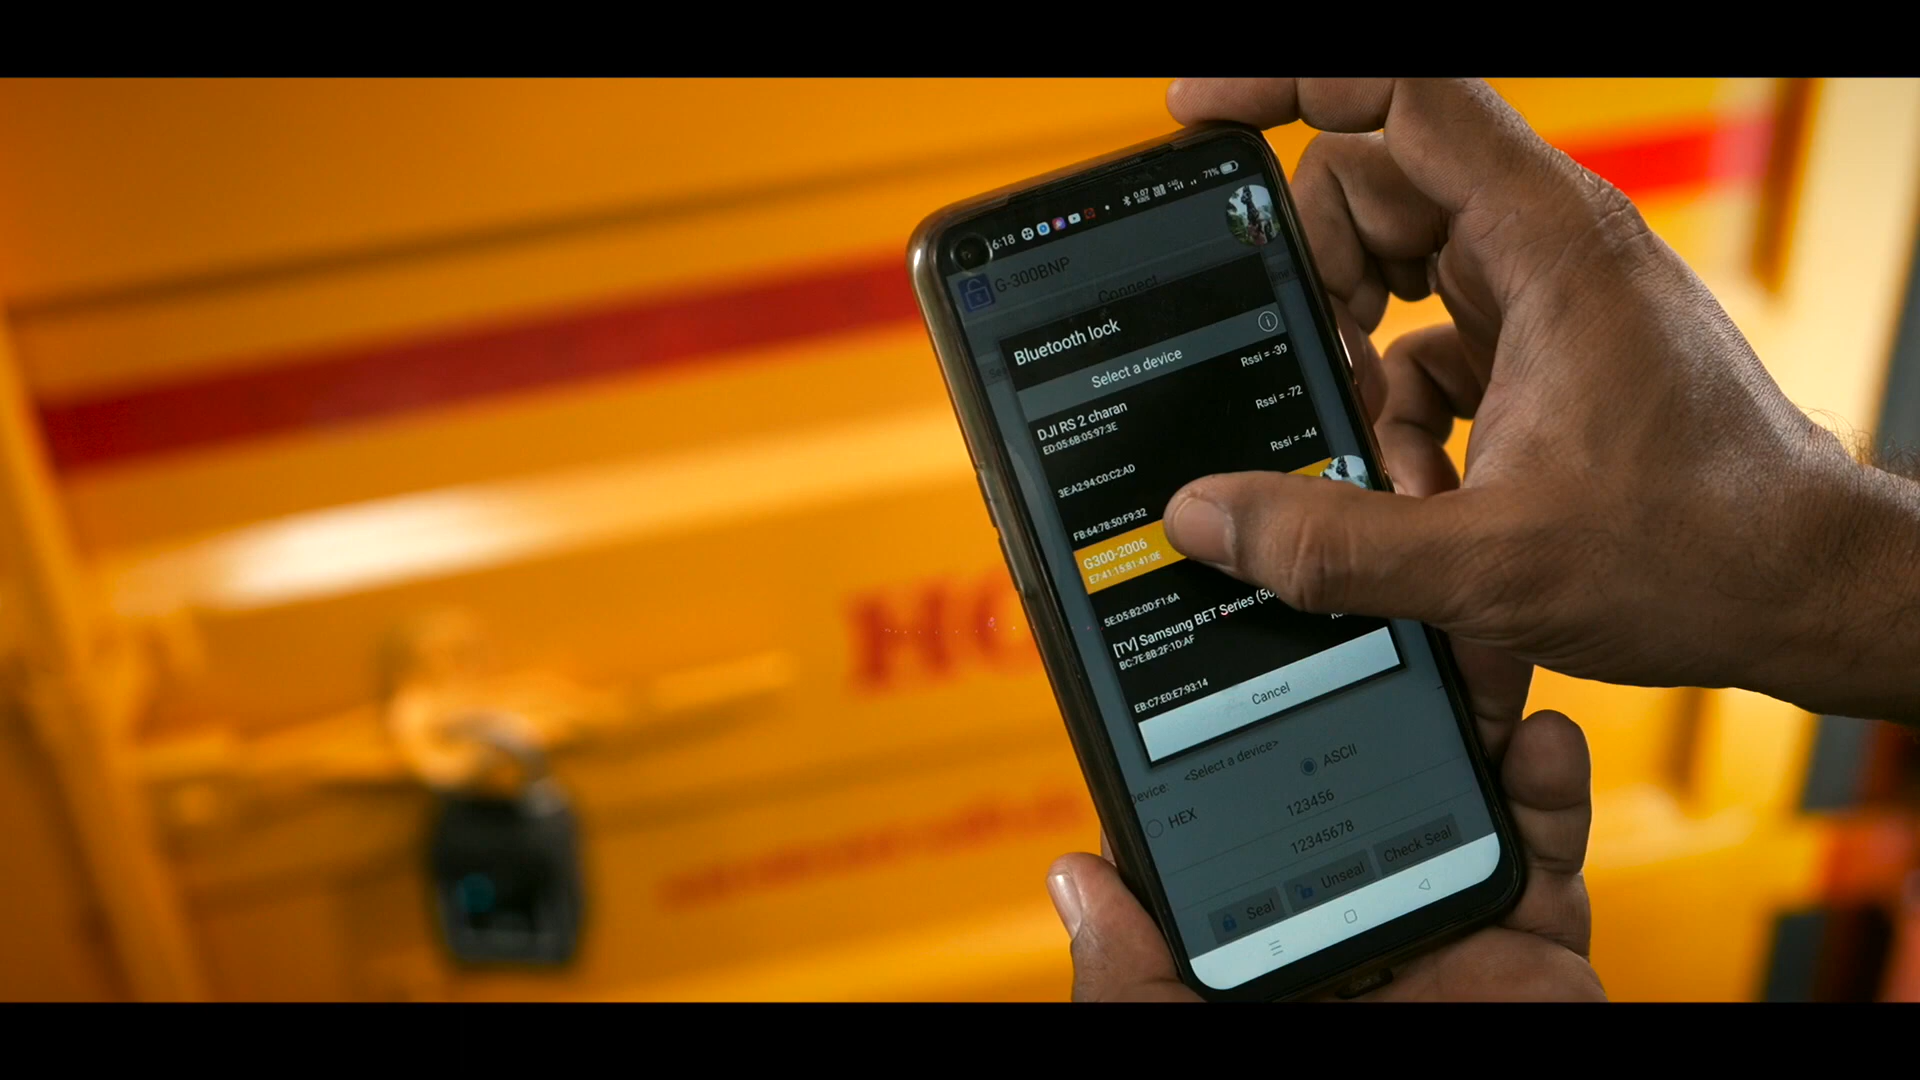 6:18
71%
G-300BNP
Connect
Bluetooth lock
Select a device
Rssi = -39
DJI RS 2 charan
ED:05:6B:05:97:3E
Rssi = -72
3E:A2:94:C0:C2:AD
Rssi = -44
FB:64:78:50:F9:32
G300-2006
E7:41:15:81:41:0E
5E:D5:B2:0D:F1:6A
[TV] Samsung BET Series (50)
BC:7E:8B:2F:1D:AF
EB:C7:E0:E7:93:14
Cancel
<Select a device>
Device:
HEX
ASCII
123456
12345678
Seal
Unseal
Check Seal